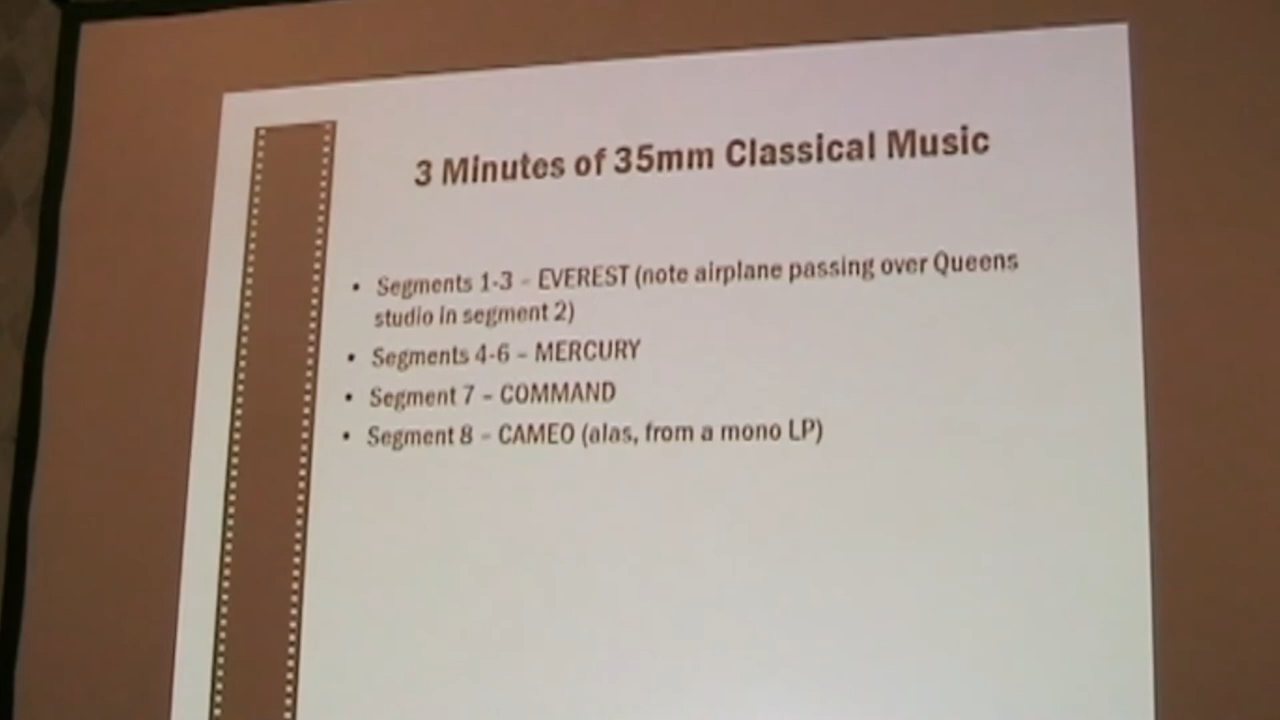 3 Minutes of 35mm Classical Music
• Segments 1-3 – EVEREST (note airplane passing over Queens
studio in segment 2)
• Segments 4-6 – MERCURY
• Segment 7 – COMMAND
• Segment 8 – CAMEO (alas, from a mono LP)